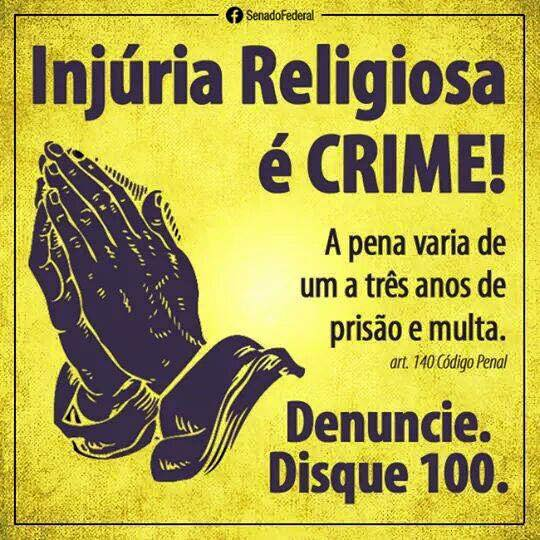 SenadoFederal
Injúria Religiosa
é CRIME!
A pena varia de
um a três anos de
prisão e multa.
art. 140 Código Penal
Denuncie.
Disque 100.